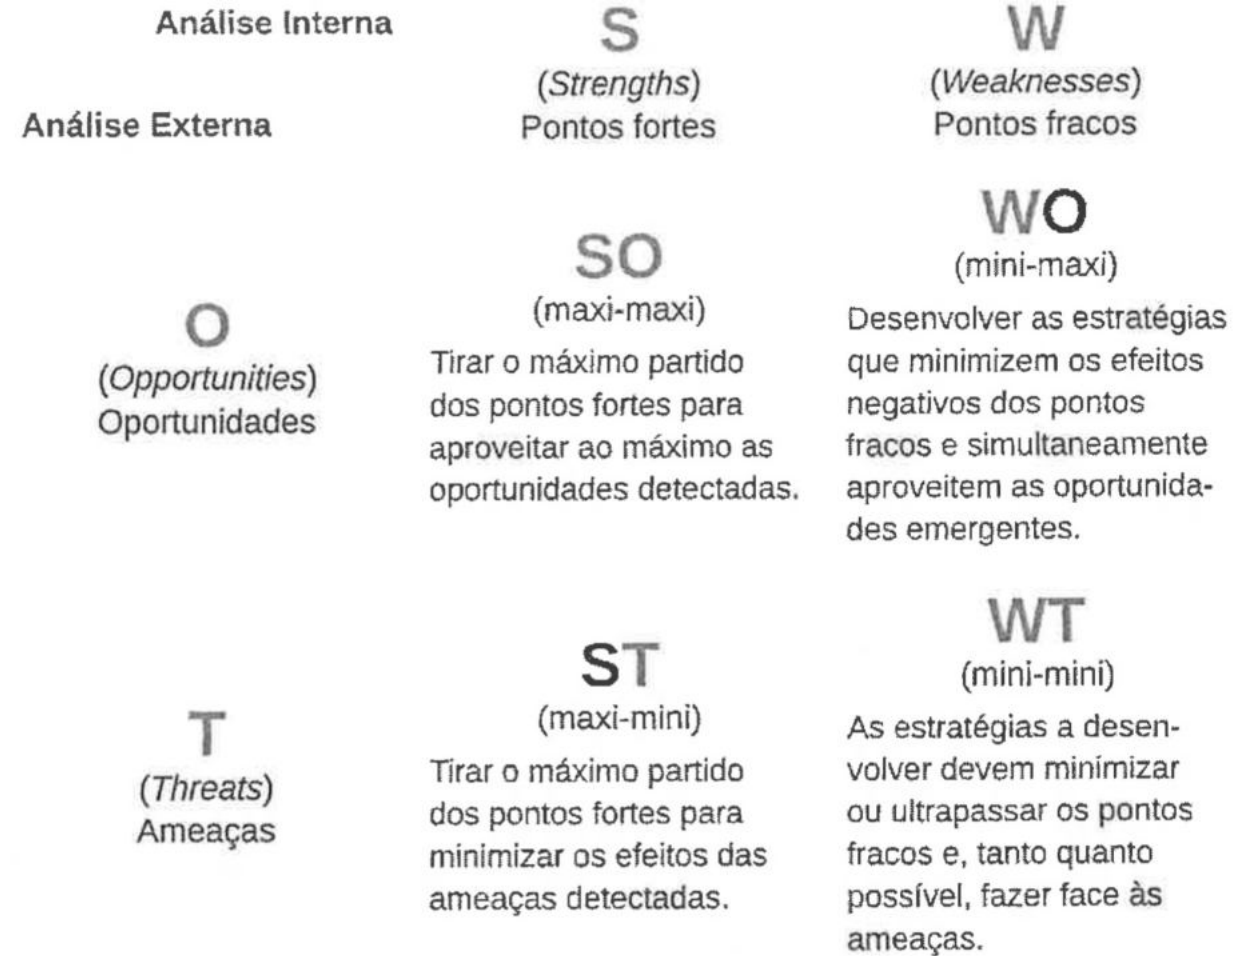 Análise Interna
Análise Externa
S
(Strengths)
Pontos fortes
W
(Weaknesses)
Pontos fracos
O
(Opportunities)
Oportunidades
SO
(maxi-maxi)
Tirar o máximo partido
dos pontos fortes para
aproveitar ao máximo as
oportunidades detectadas.
WO
(mini-maxi)
Desenvolver as estratégias
que minimizem os efeitos
negativos dos pontos
fracos e simultaneamente
aproveitem as oportunida-
des emergentes.
T
(Threats)
Ameaças
ST
(maxi-mini)
Tirar o máximo partido
dos pontos fortes para
minimizar os efeitos das
ameaças detectadas.
WT
(mini-mini)
As estratégias a desen-
volver devem minimizar
ou ultrapassar os pontos
fracos e, tanto quanto
possível, fazer face às
ameaças.